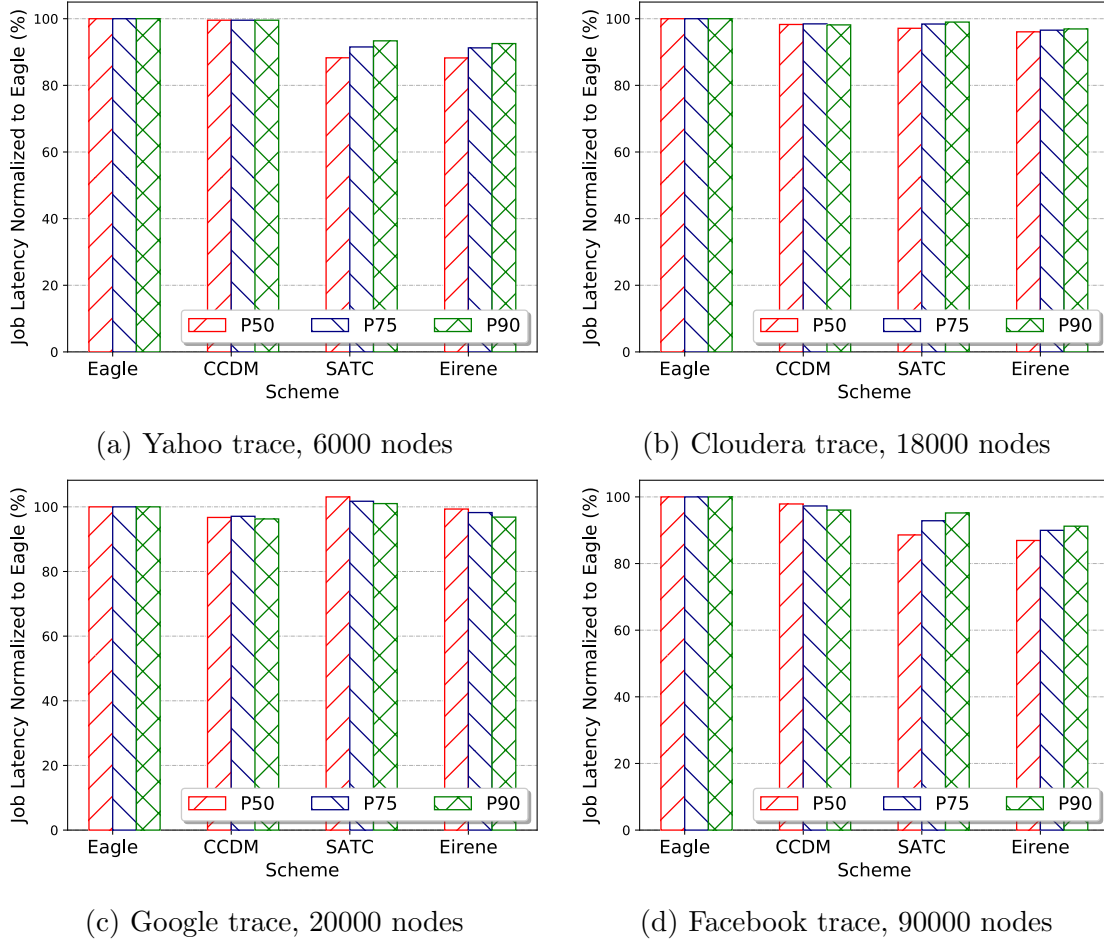 Job Latency Normalized to Eagle (%)
100
80
60
40
20
0
P50 P75 P90
Eagle CCDM SATC Eirene
Scheme
(a) Yahoo trace, 6000 nodes
Job Latency Normalized to Eagle (%)
100
80
60
40
20
0
P50 P75 P90
Eagle CCDM SATC Eirene
Scheme
(b) Cloudera trace, 18000 nodes
Job Latency Normalized to Eagle (%)
100
80
60
40
20
0
P50 P75 P90
Eagle CCDM SATC Eirene
Scheme
(c) Google trace, 20000 nodes
Job Latency Normalized to Eagle (%)
100
80
60
40
20
0
P50 P75 P90
Eagle CCDM SATC Eirene
Scheme
(d) Facebook trace, 90000 nodes